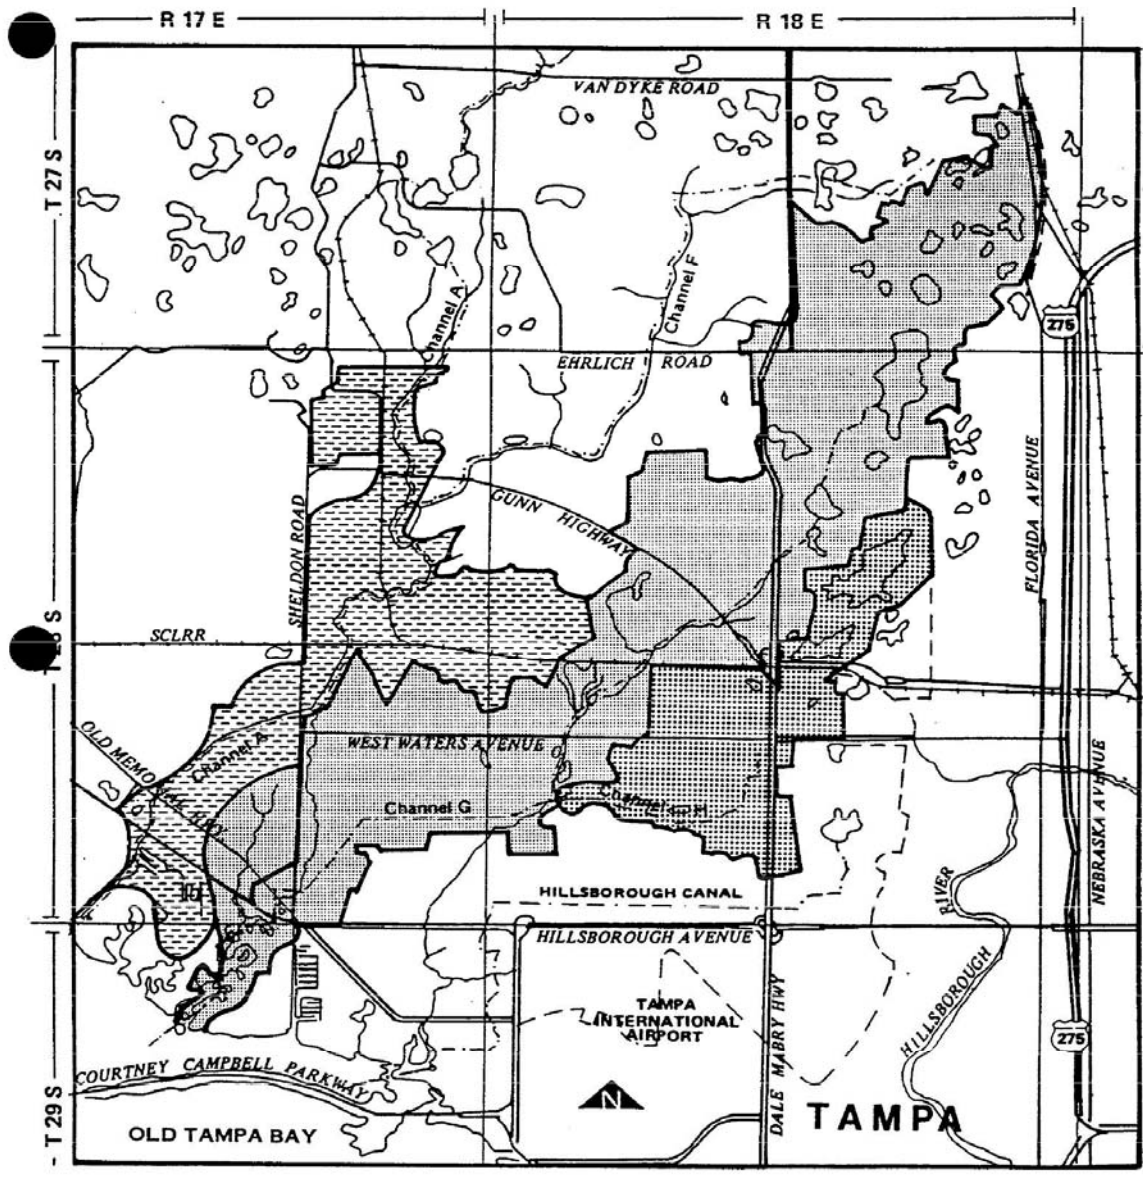 R 17 E
R 18 E
T 27 S
VAN DYKE ROAD
Channel F
Channel A
275
EHRLICH ROAD
GUNN HIGHWAY
SHELDON ROAD
FLORIDA AVENUE
S
SCLRR
OLD MEMORIAL HWY
Channel A
WEST WATERS AVENUE
Channel G
NEBRASKA AVENUE
HILLSBOROUGH CANAL
HILLSBOROUGH AVENUE
HILLSBOROUGH RIVER
TAMPA
INTERNATIONAL
AIRPORT
DALE MABRY HWY
275
COURTNEY CAMPBELL PARKWAY
T 29 S
N
TAMPA
OLD TAMPA BAY